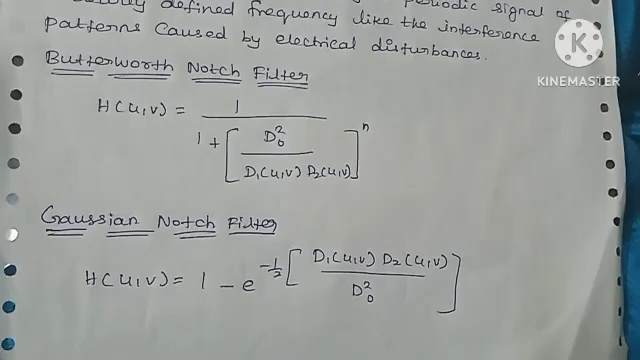 defined frequency like the interference
periodic signal of
patterns caused by electrical disturbances.
Butterworth Notch Filter
H(u,v) = 1 / 1 + [ D₀² / D₁(u,v) D₂(u,v) ]ⁿ
Gaussian Notch Filter
H(u,v) = 1 - e^{-1/2 [ D₁(u,v) D₂(u,v) / D₀² ]}
KINEMASTER